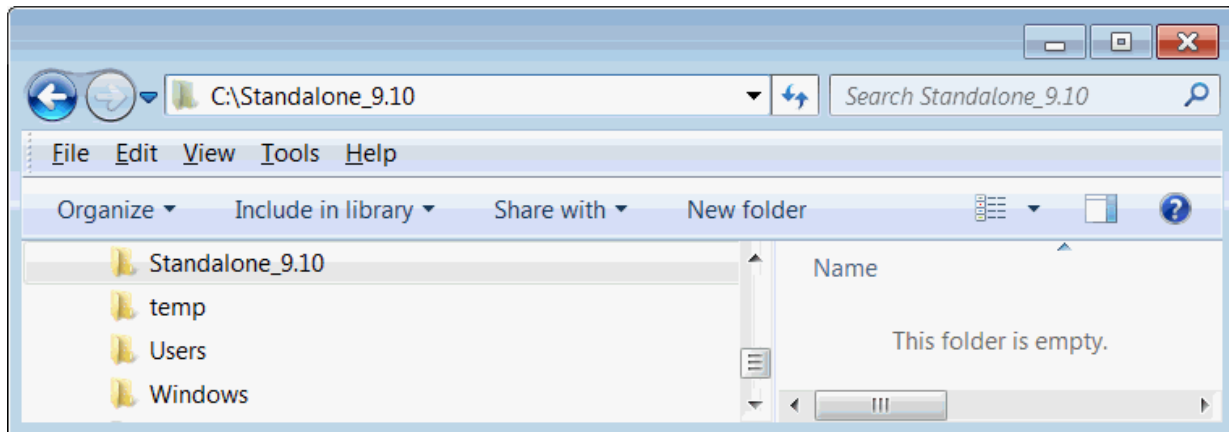 C:\Standalone_9.10
Search Standalone_9.10
File Edit View Tools Help
Organize Include in library Share with New folder
Standalone_9.10
temp
Users
Windows
Name
This folder is empty.